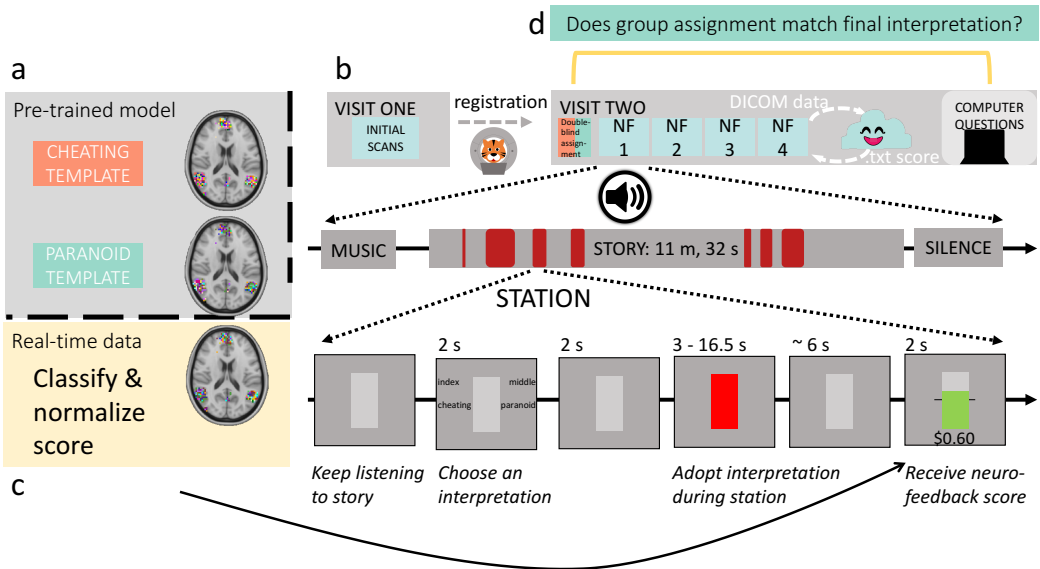 d
Does group assignment match final interpretation?
a
Pre-trained model
CHEATING
TEMPLATE
PARANOID
TEMPLATE
Real-time data
Classify &
normalize
score
c
b
VISIT ONE
INITIAL
SCANS
registration
VISIT TWO
Double-
blind
assign-
ment
NF
1
NF
2
NF
3
NF
4
DICOM data
.txt score
COMPUTER
QUESTIONS
MUSIC
STORY: 11 m, 32 s
SILENCE
STATION
2 s
2 s
3 - 16.5 s
~ 6 s
2 s
index
middle
cheating
paranoid
$0.60
Keep listening
to story
Choose an
interpretation
Adopt interpretation
during station
Receive neuro-
feedback score